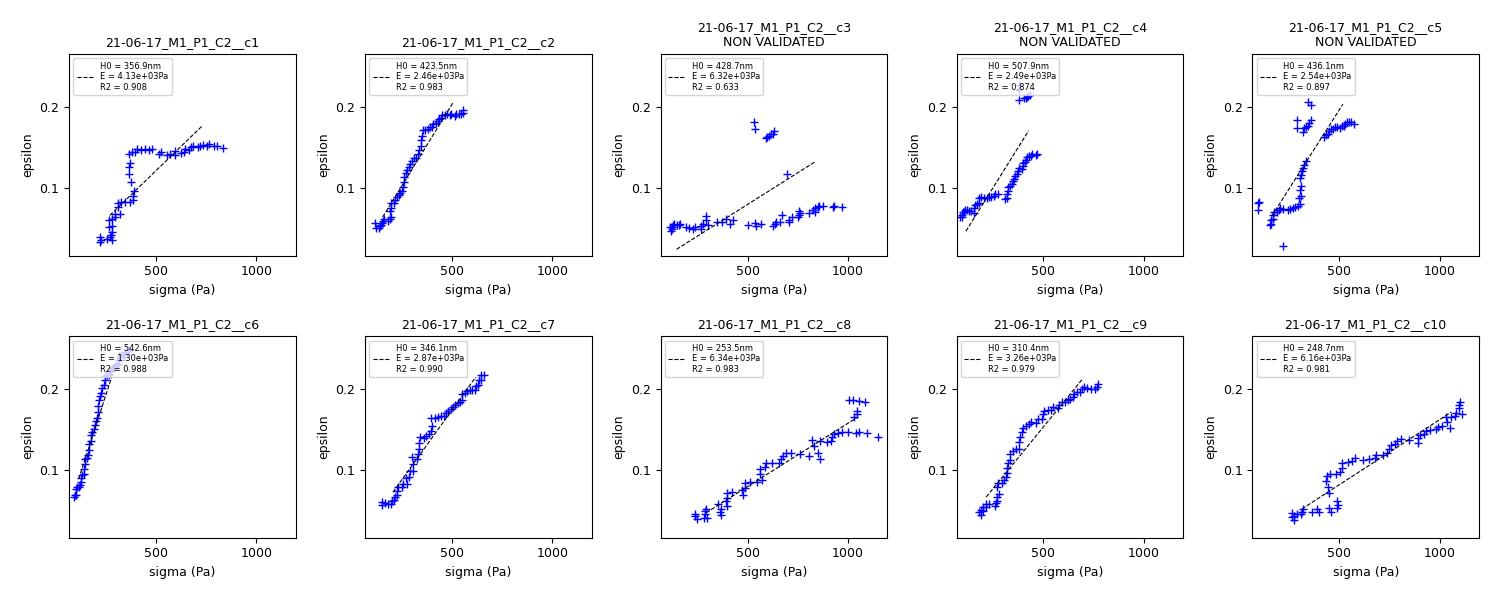 21-06-17_M1_P1_C2__c1
H0 = 356.9nm
E = 4.13e+03Pa
R2 = 0.908
0.2
0.1
epsilon
500
1000
sigma (Pa)
21-06-17_M1_P1_C2__c2
H0 = 423.5nm
E = 2.46e+03Pa
R2 = 0.983
0.2
0.1
epsilon
500
1000
sigma (Pa)
21-06-17_M1_P1_C2__c3
NON VALIDATED
H0 = 428.7nm
E = 6.32e+03Pa
R2 = 0.633
0.2
0.1
epsilon
500
1000
sigma (Pa)
21-06-17_M1_P1_C2__c4
NON VALIDATED
H0 = 507.9nm
E = 2.49e+03Pa
R2 = 0.874
0.2
0.1
epsilon
500
1000
sigma (Pa)
21-06-17_M1_P1_C2__c5
NON VALIDATED
H0 = 436.1nm
E = 2.54e+03Pa
R2 = 0.897
0.2
0.1
epsilon
500
1000
sigma (Pa)
21-06-17_M1_P1_C2__c6
H0 = 542.6nm
E = 1.30e+03Pa
R2 = 0.988
0.2
0.1
epsilon
500
1000
sigma (Pa)
21-06-17_M1_P1_C2__c7
H0 = 346.1nm
E = 2.87e+03Pa
R2 = 0.990
0.2
0.1
epsilon
500
1000
sigma (Pa)
21-06-17_M1_P1_C2__c8
H0 = 253.5nm
E = 6.34e+03Pa
R2 = 0.983
0.2
0.1
epsilon
500
1000
sigma (Pa)
21-06-17_M1_P1_C2__c9
H0 = 310.4nm
E = 3.26e+03Pa
R2 = 0.979
0.2
0.1
epsilon
500
1000
sigma (Pa)
21-06-17_M1_P1_C2__c10
H0 = 248.7nm
E = 6.16e+03Pa
R2 = 0.981
0.2
0.1
epsilon
500
1000
sigma (Pa)